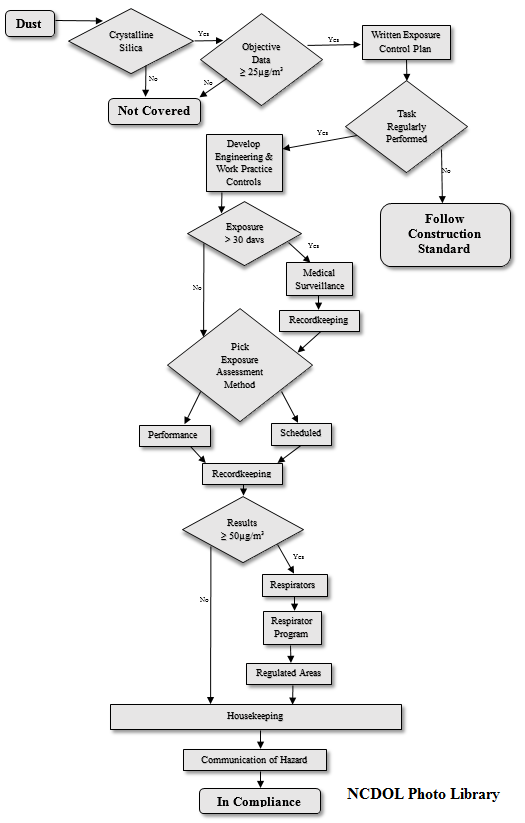 Dust
Crystalline
Silica
Yes
No
Objective
Data
≥ 25µg/m³
Yes
No
Written Exposure
Control Plan
Not Covered
Task
Regularly
Performed
Yes
No
Develop
Engineering &
Work Practice
Controls
Follow
Construction
Standard
Exposure
> 30 days
Yes
No
Medical
Surveillance
Recordkeeping
Pick
Exposure
Assessment
Method
Performance
Scheduled
Recordkeeping
Results
≥ 50µg/m³
Yes
No
Respirators
Respirator
Program
Regulated Areas
Housekeeping
Communication of Hazard
In Compliance
NCDOL Photo Library